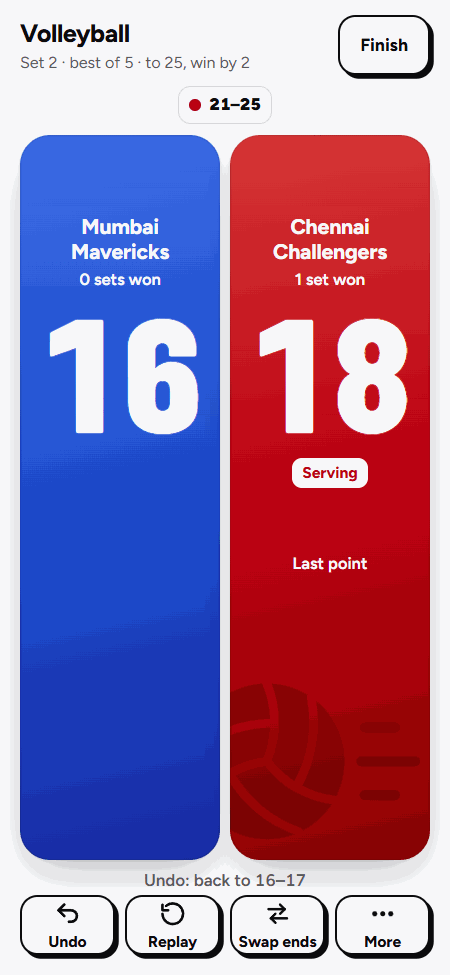 Volleyball
Set 2 · best of 5 · to 25, win by 2
Finish
21–25
Mumbai
Mavericks
0 sets won
16
Chennai
Challengers
1 set won
18
Serving
Last point
Undo: back to 16–17
Undo
Replay
Swap ends
More